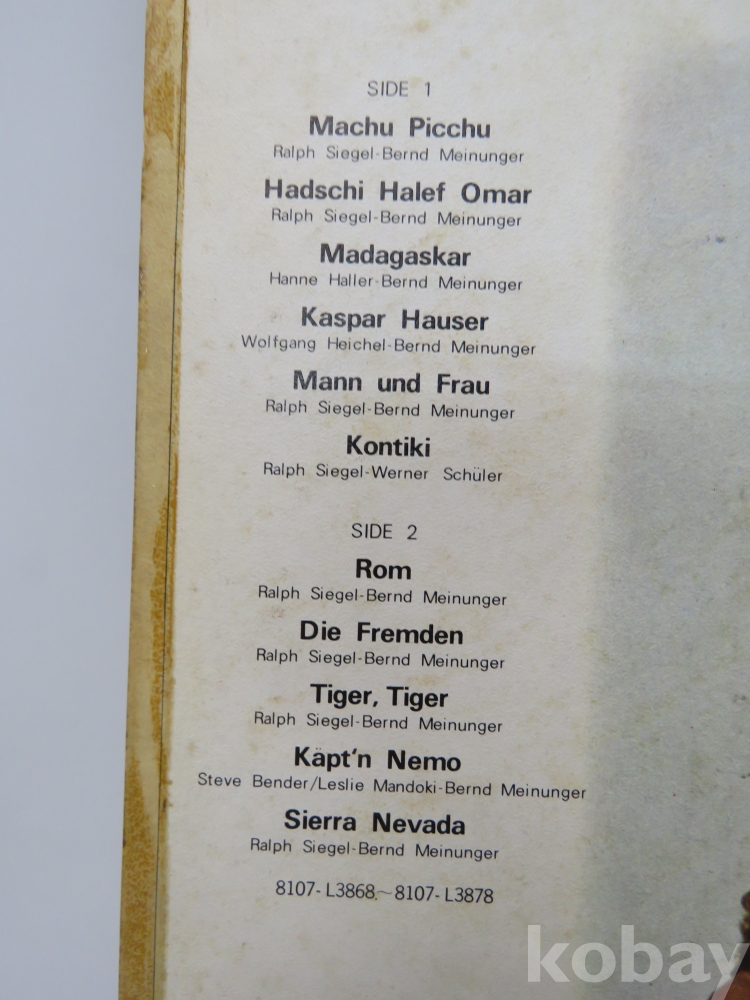 SIDE 1
Machu Picchu
Ralph Siegel-Bernd Meinunger
Hadschi Halef Omar
Ralph Siegel-Bernd Meinunger
Madagaskar
Hanne Haller-Bernd Meinunger
Kaspar Hauser
Wolfgang Heichel-Bernd Meinunger
Mann und Frau
Ralph Siegel-Bernd Meinunger
Kontiki
Ralph Siegel-Werner Schüler
SIDE 2
Rom
Ralph Siegel-Bernd Meinunger
Die Fremden
Ralph Siegel-Bernd Meinunger
Tiger, Tiger
Ralph Siegel-Bernd Meinunger
Käpt'n Nemo
Steve Bender/Leslie Mandoki-Bernd Meinunger
Sierra Nevada
Ralph Siegel-Bernd Meinunger
8107-L3868~8107-L3878
kobay